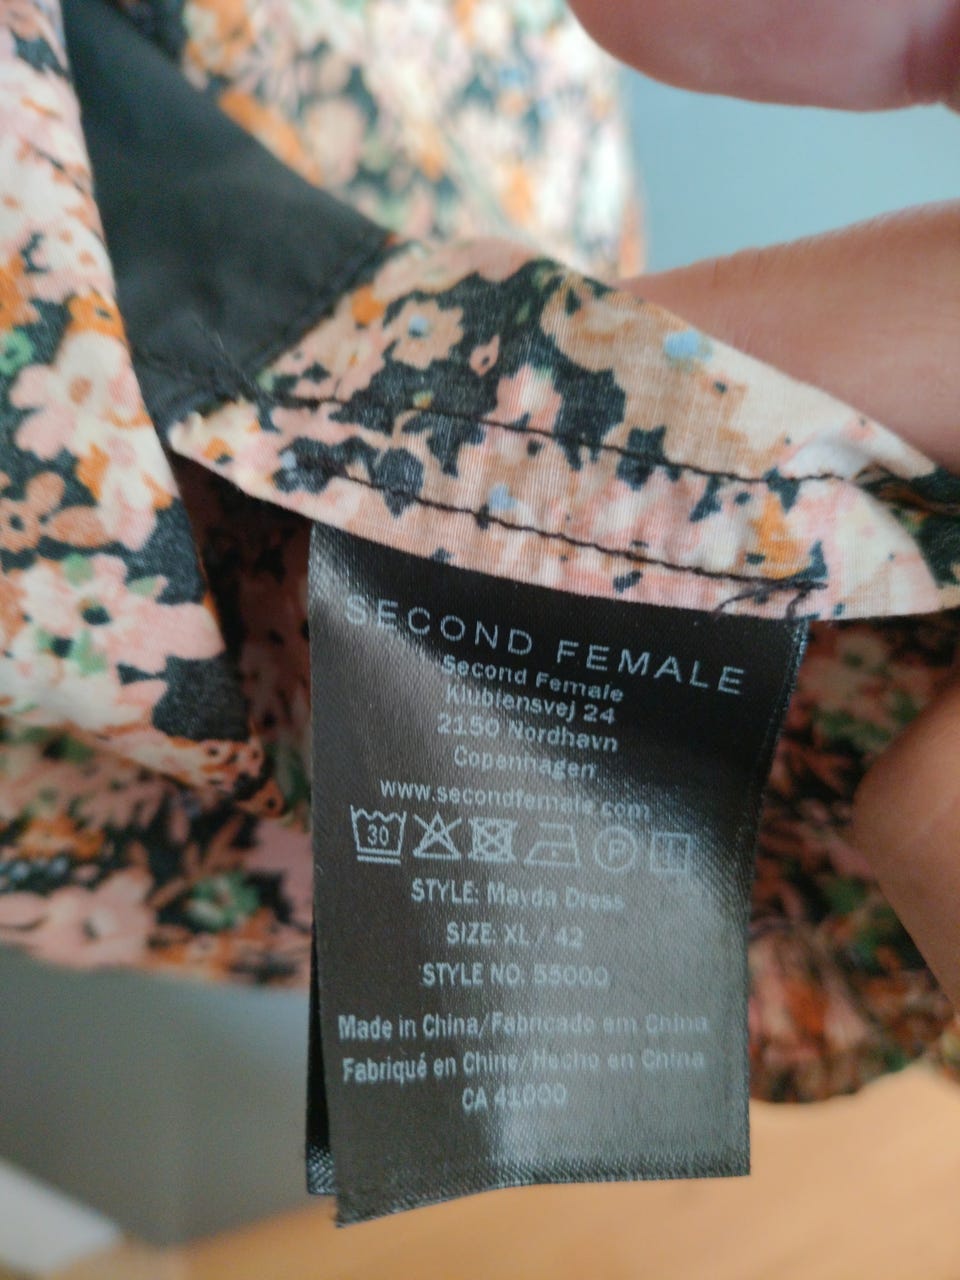 SECOND FEMALE
Second Female
Klubiensvej 24
2150 Nordhavn
Copenhagen
www.secondfemale.com
30 P
STYLE: Mayda Dress
SIZE: XL / 42
STYLE NO. 55000
Made in China/Fabricado em China
Fabriqué en Chine/Hecho en China
CA 41000